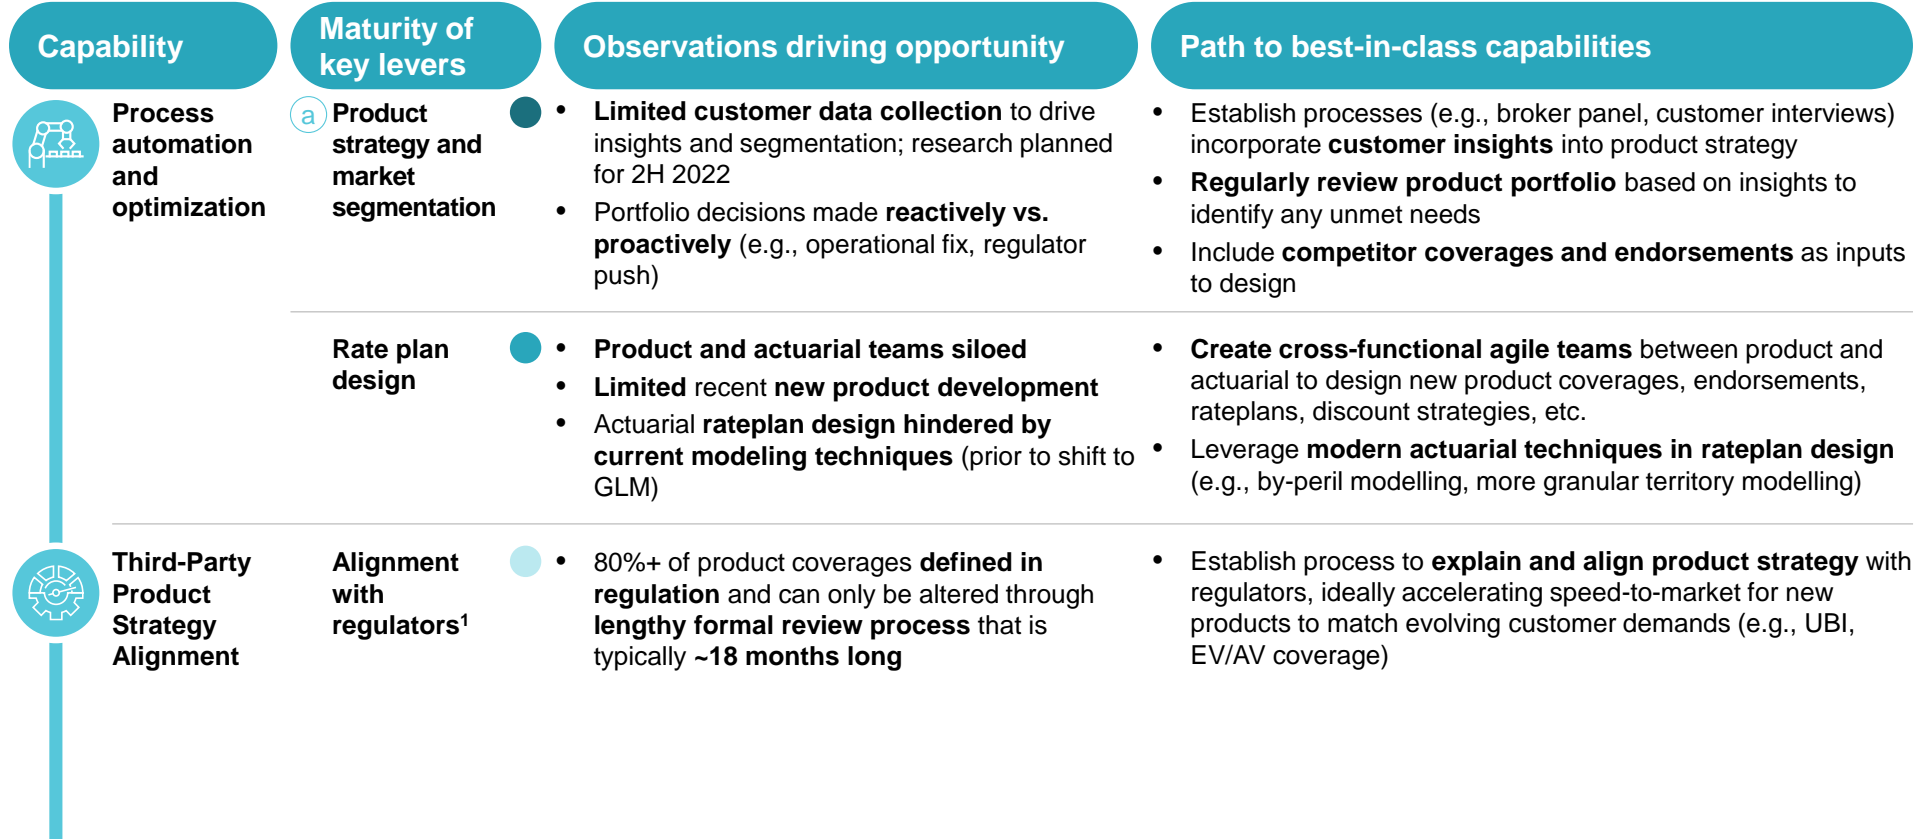 Capability
Maturity of
key levers
Observations driving opportunity
Path to best-in-class capabilities
Process
automation
and
optimization
a
Product
strategy and
market
segmentation
• Limited customer data collection to drive
insights and segmentation; research planned
for 2H 2022
• Portfolio decisions made reactively vs.
proactively (e.g., operational fix, regulator
push)
• Establish processes (e.g., broker panel, customer interviews)
incorporate customer insights into product strategy
• Regularly review product portfolio based on insights to
identify any unmet needs
• Include competitor coverages and endorsements as inputs
to design
Rate plan
design
• Product and actuarial teams siloed
• Limited recent new product development
• Actuarial rateplan design hindered by
current modeling techniques (prior to shift to
GLM)
• Create cross-functional agile teams between product and
actuarial to design new product coverages, endorsements,
rateplans, discount strategies, etc.
• Leverage modern actuarial techniques in rateplan design
(e.g., by-peril modelling, more granular territory modelling)
Third-Party
Product
Strategy
Alignment
Alignment
with
regulators¹
• 80%+ of product coverages defined in
regulation and can only be altered through
lengthy formal review process that is
typically ~18 months long
• Establish process to explain and align product strategy with
regulators, ideally accelerating speed-to-market for new
products to match evolving customer demands (e.g., UBI,
EV/AV coverage)